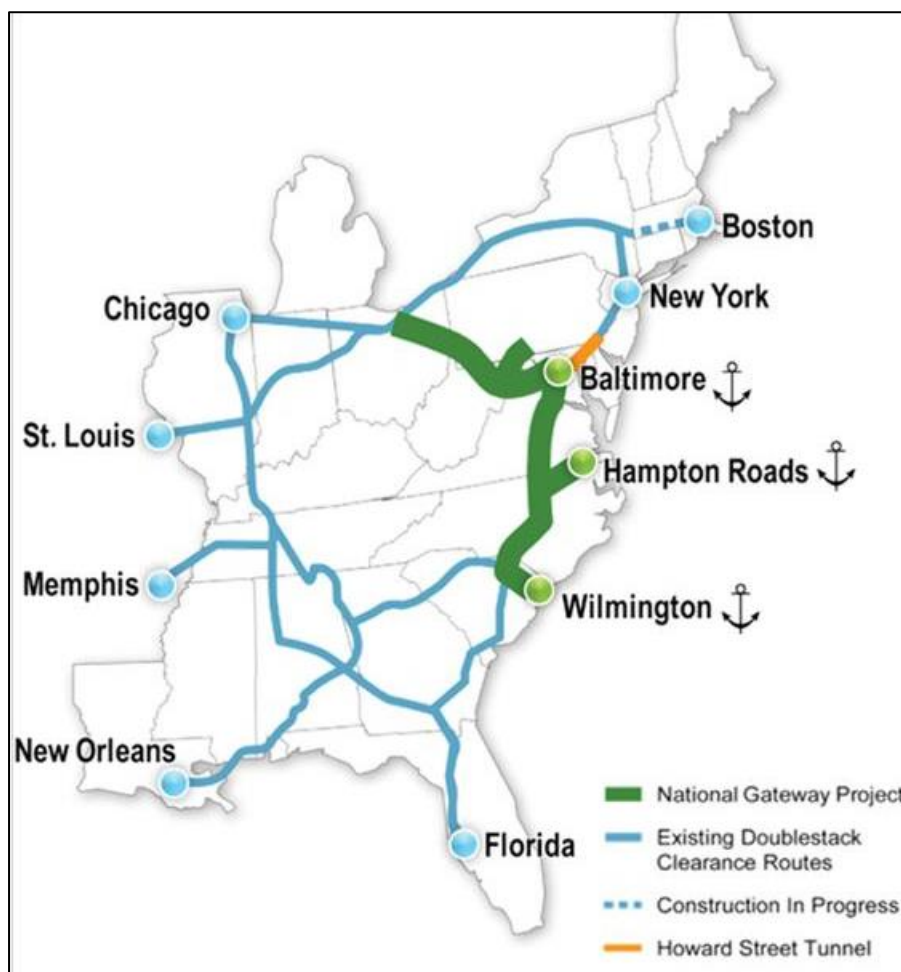 Boston
New York
Chicago
Baltimore
St. Louis
Hampton Roads
Memphis
Wilmington
New Orleans
Florida
National Gateway Project
Existing Doublestack
Clearance Routes
Construction In Progress
Howard Street Tunnel